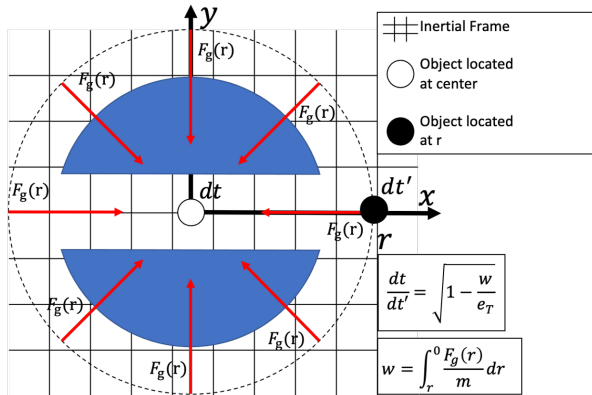 y
Inertial Frame
Object located
at center
Object located
at r
F_g(r)
F_g(r)
F_g(r)
F_g(r)
dt
dt′
x
F_g(r)
r
F_g(r)
F_g(r)
F_g(r)
dt/dt′ = √(1 − w/e_T)
w = ∫_r^0 F_g(r)/m dr